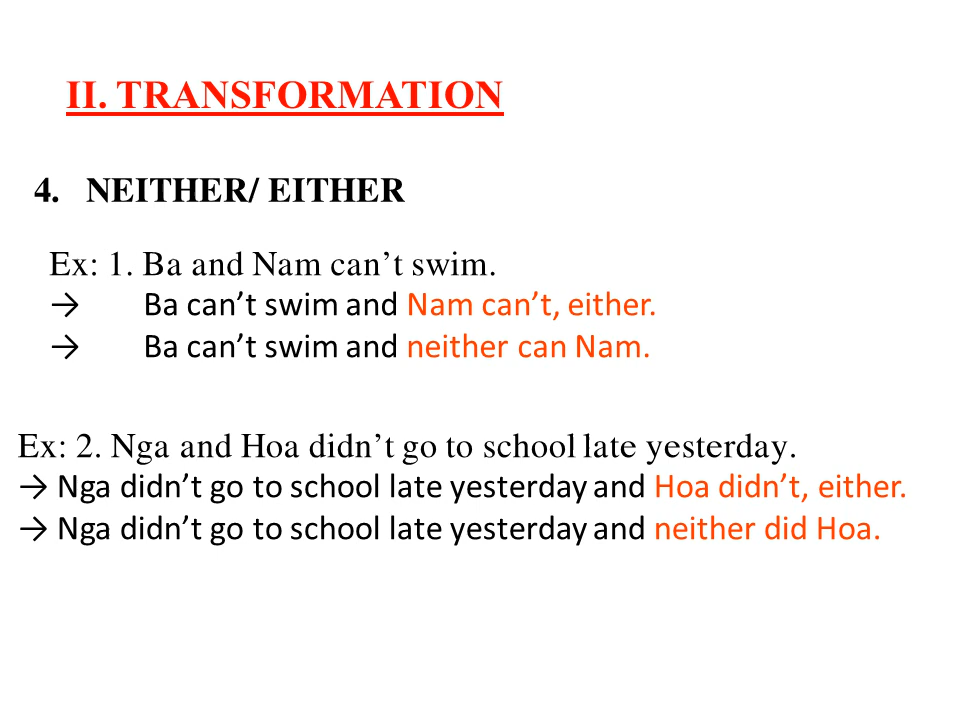 II. TRANSFORMATION
4. NEITHER/ EITHER
Ex: 1. Ba and Nam can’t swim.
→ Ba can’t swim and Nam can’t, either.
→ Ba can’t swim and neither can Nam.
Ex: 2. Nga and Hoa didn’t go to school late yesterday.
→ Nga didn’t go to school late yesterday and Hoa didn’t, either.
→ Nga didn’t go to school late yesterday and neither did Hoa.